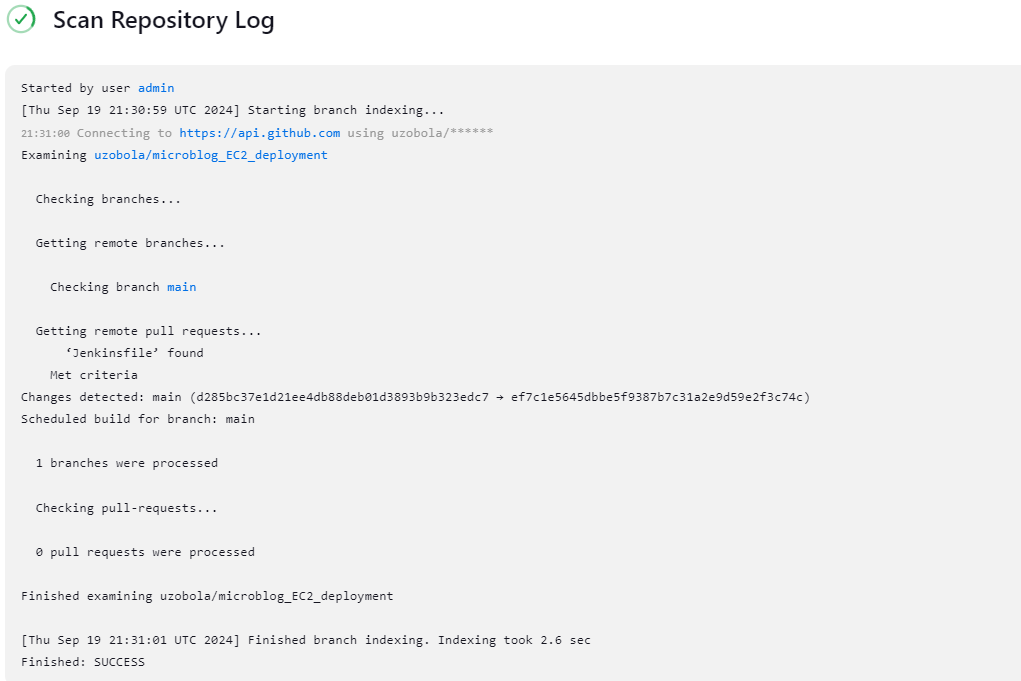 Scan Repository Log
Started by user admin
[Thu Sep 19 21:30:59 UTC 2024] Starting branch indexing...
21:31:00 Connecting to https://api.github.com using uzobola/******
Examining uzobola/microblog_EC2_deployment
Checking branches...
Getting remote branches...
Checking branch main
Getting remote pull requests...
‘Jenkinsfile’ found
Met criteria
Changes detected: main (d285bc37e1d21ee4db88deb01d3893b9b323edc7 → ef7c1e5645dbbe5f9387b7c31a2e9d59e2f3c74c)
Scheduled build for branch: main
1 branches were processed
Checking pull-requests...
0 pull requests were processed
Finished examining uzobola/microblog_EC2_deployment
[Thu Sep 19 21:31:01 UTC 2024] Finished branch indexing. Indexing took 2.6 sec
Finished: SUCCESS